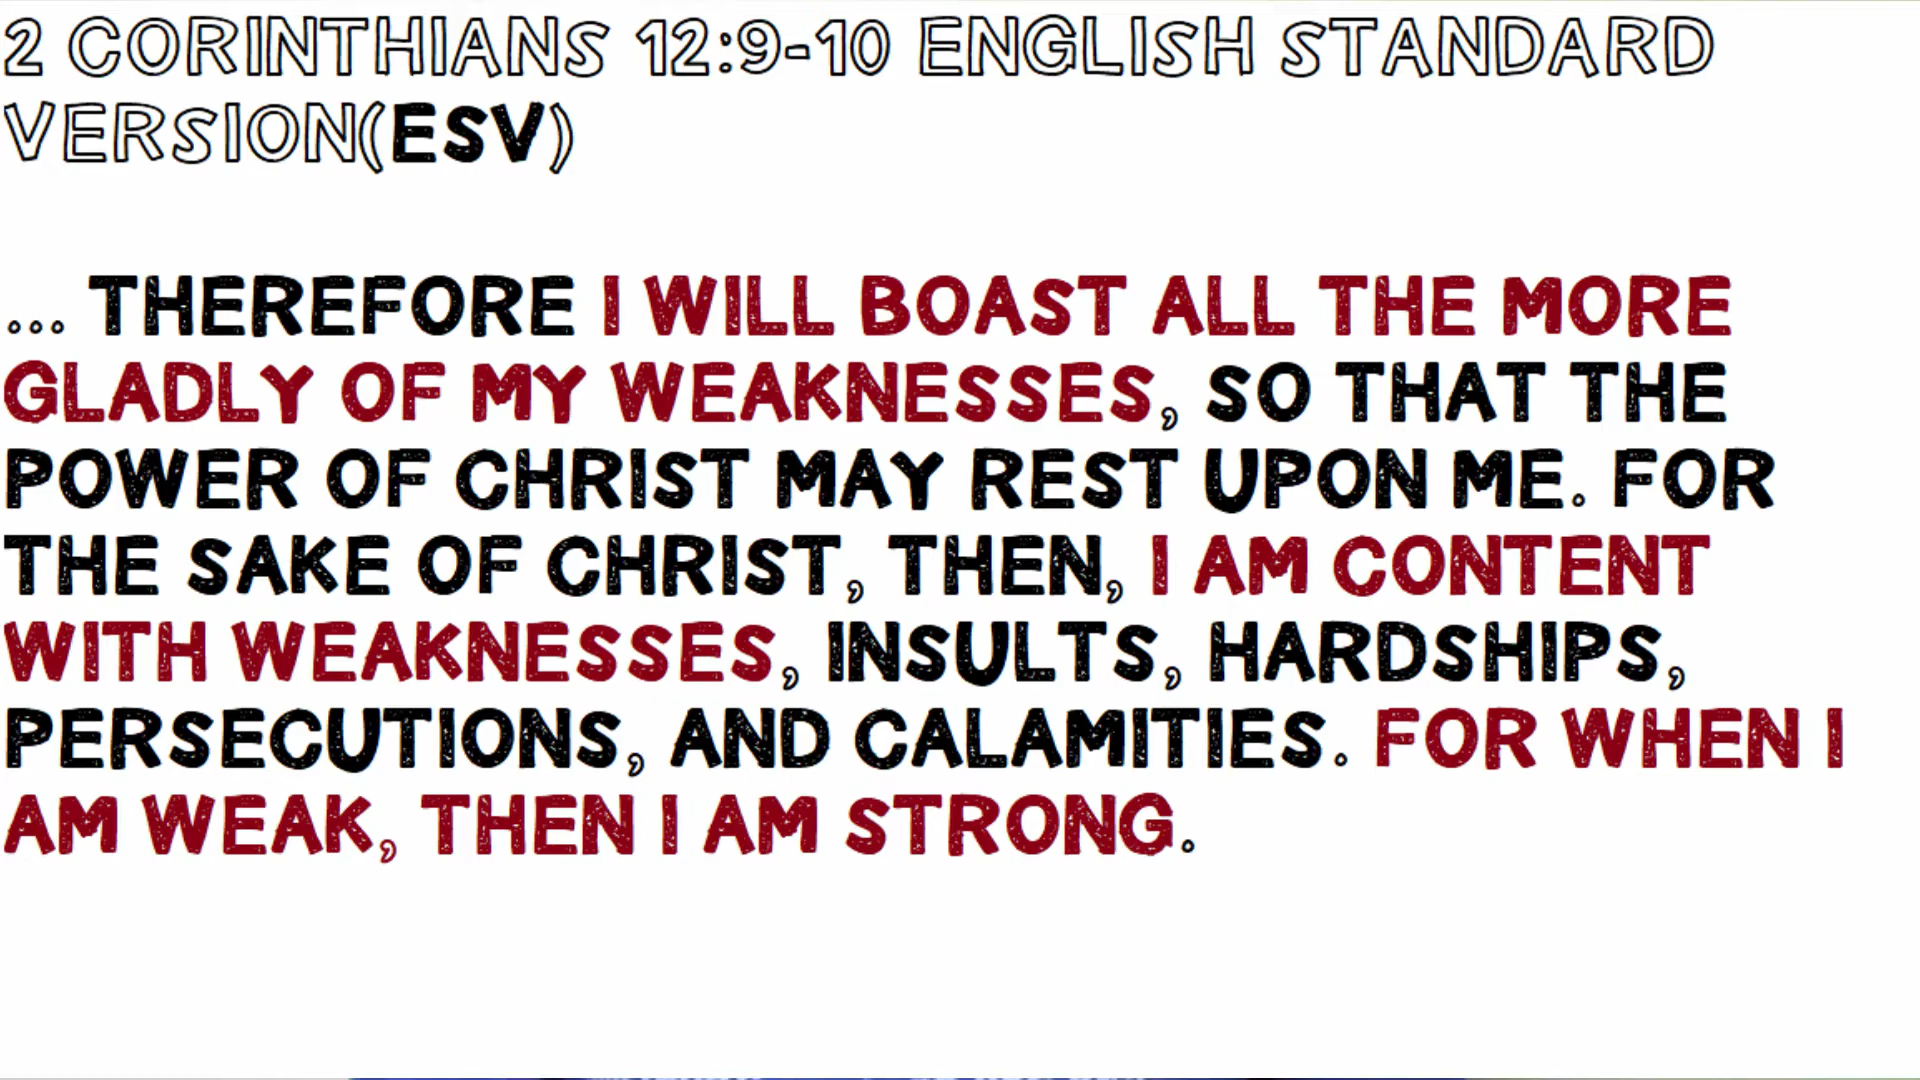 2 CORINTHIANS 12:9-10 ENGLISH STANDARD
VERSION(ESV)
... THEREFORE I WILL BOAST ALL THE MORE
GLADLY OF MY WEAKNESSES, SO THAT THE
POWER OF CHRIST MAY REST UPON ME. FOR
THE SAKE OF CHRIST, THEN, I AM CONTENT
WITH WEAKNESSES, INSULTS, HARDSHIPS,
PERSECUTIONS, AND CALAMITIES. FOR WHEN I
AM WEAK, THEN I AM STRONG.